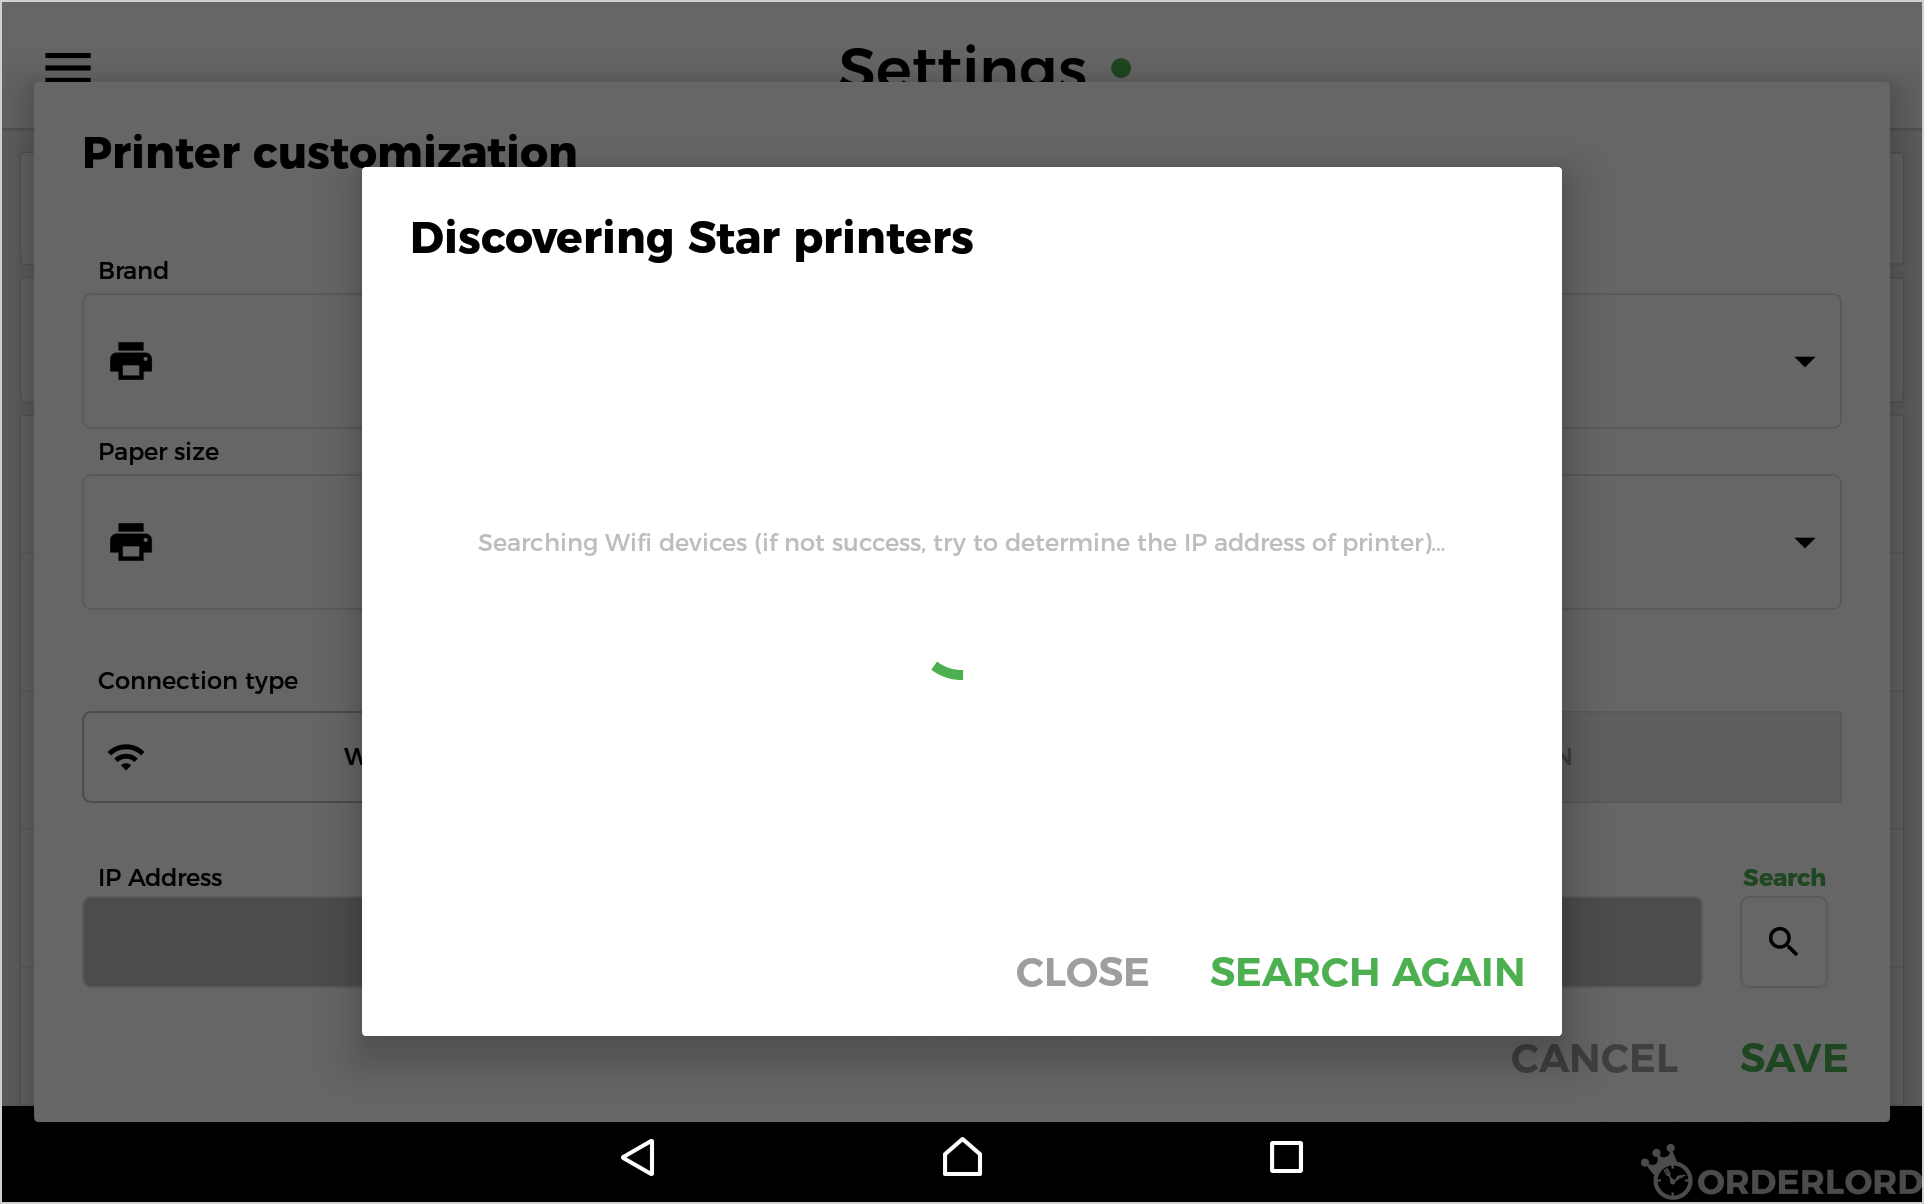 Settings
Printer customization
Discovering Star printers
Brand
Paper size
Searching Wifi devices (if not success, try to determine the IP address of printer)...
Connection type
IP Address
Search
CLOSE SEARCH AGAIN
CANCEL SAVE
ORDERLORD